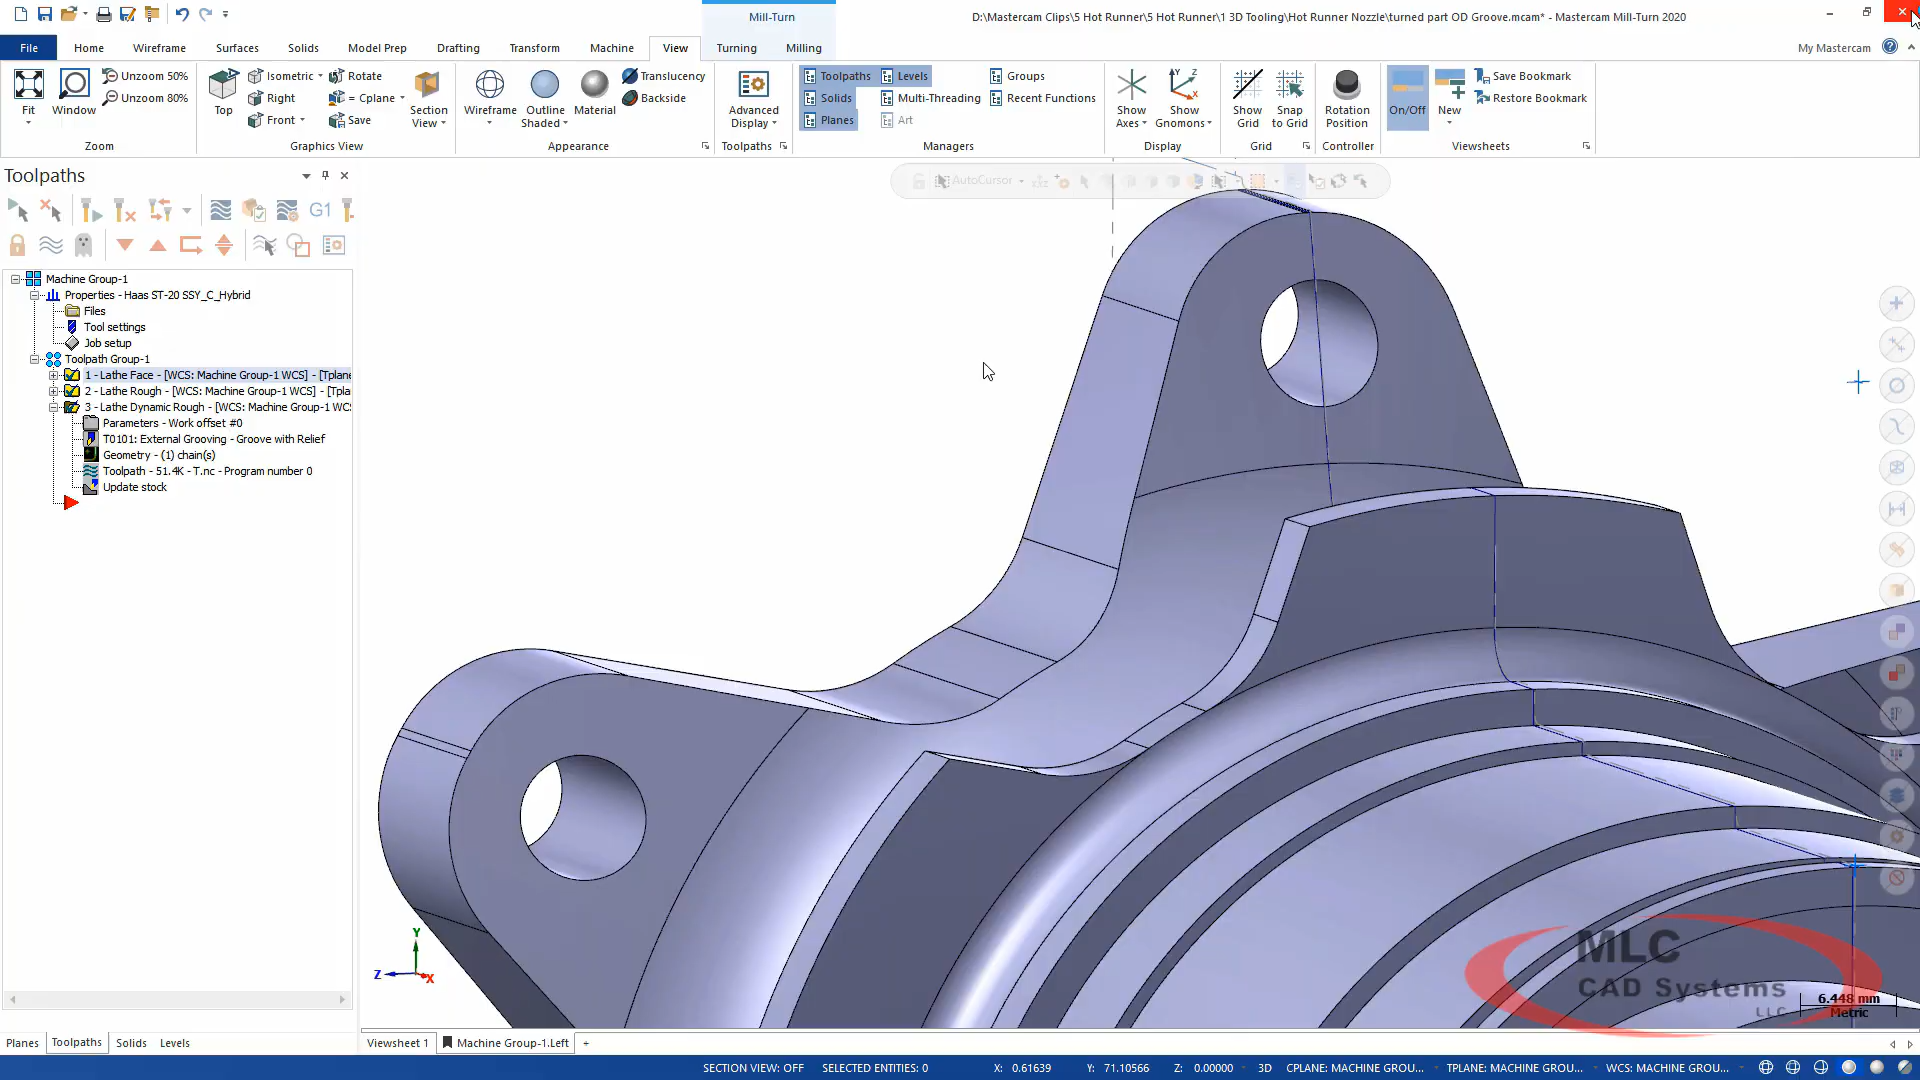 Mill-Turn
D:\Mastercam Clips\5 Hot Runner\5 Hot Runner\1 3D Tooling\Hot Runner Nozzle\turned part OD Groove.mcam* - Mastercam Mill-Turn 2020
File Home Wireframe Surfaces Solids Model Prep Drafting Transform Machine View Turning Milling My Mastercam
Fit Window Unzoom 50% Unzoom 80%
Zoom
Top Isometric Right Front Rotate = Cplane Save Section View
Graphics View
Wireframe Outline Shaded Material Translucency Backside
Appearance
Advanced Display
Toolpaths
Toolpaths Levels Groups
Solids Multi-Threading Recent Functions
Planes Art
Managers
Show Axes Show Gnomons
Display
Show Grid Snap to Grid
Grid
Rotation Position
Controller
On/Off New Save Bookmark Restore Bookmark
Viewsheets
Toolpaths
G1
AutoCursor
Machine Group-1
Properties - Haas ST-20 SSY_C_Hybrid
Files
Tool settings
Job setup
Toolpath Group-1
1 - Lathe Face - [WCS: Machine Group-1 WCS] - [Tplane
2 - Lathe Rough - [WCS: Machine Group-1 WCS] - [Tpla
3 - Lathe Dynamic Rough - [WCS: Machine Group-1 WCS
Parameters - Work offset #0
T0101: External Grooving - Groove with Relief
Geometry - (1) chain(s)
Toolpath - 51.4K - T.nc - Program number 0
Update stock
Y
Z
X
MLC
CAD Systems
LLC
6.448 mm
Metric
Planes Toolpaths Solids Levels
Viewsheet 1 Machine Group-1.Left +
SECTION VIEW: OFF SELECTED ENTITIES: 0 X: 0.61639 Y: 71.10566 Z: 0.00000 3D CPLANE: MACHINE GROU... TPLANE: MACHINE GROU... WCS: MACHINE GROU...